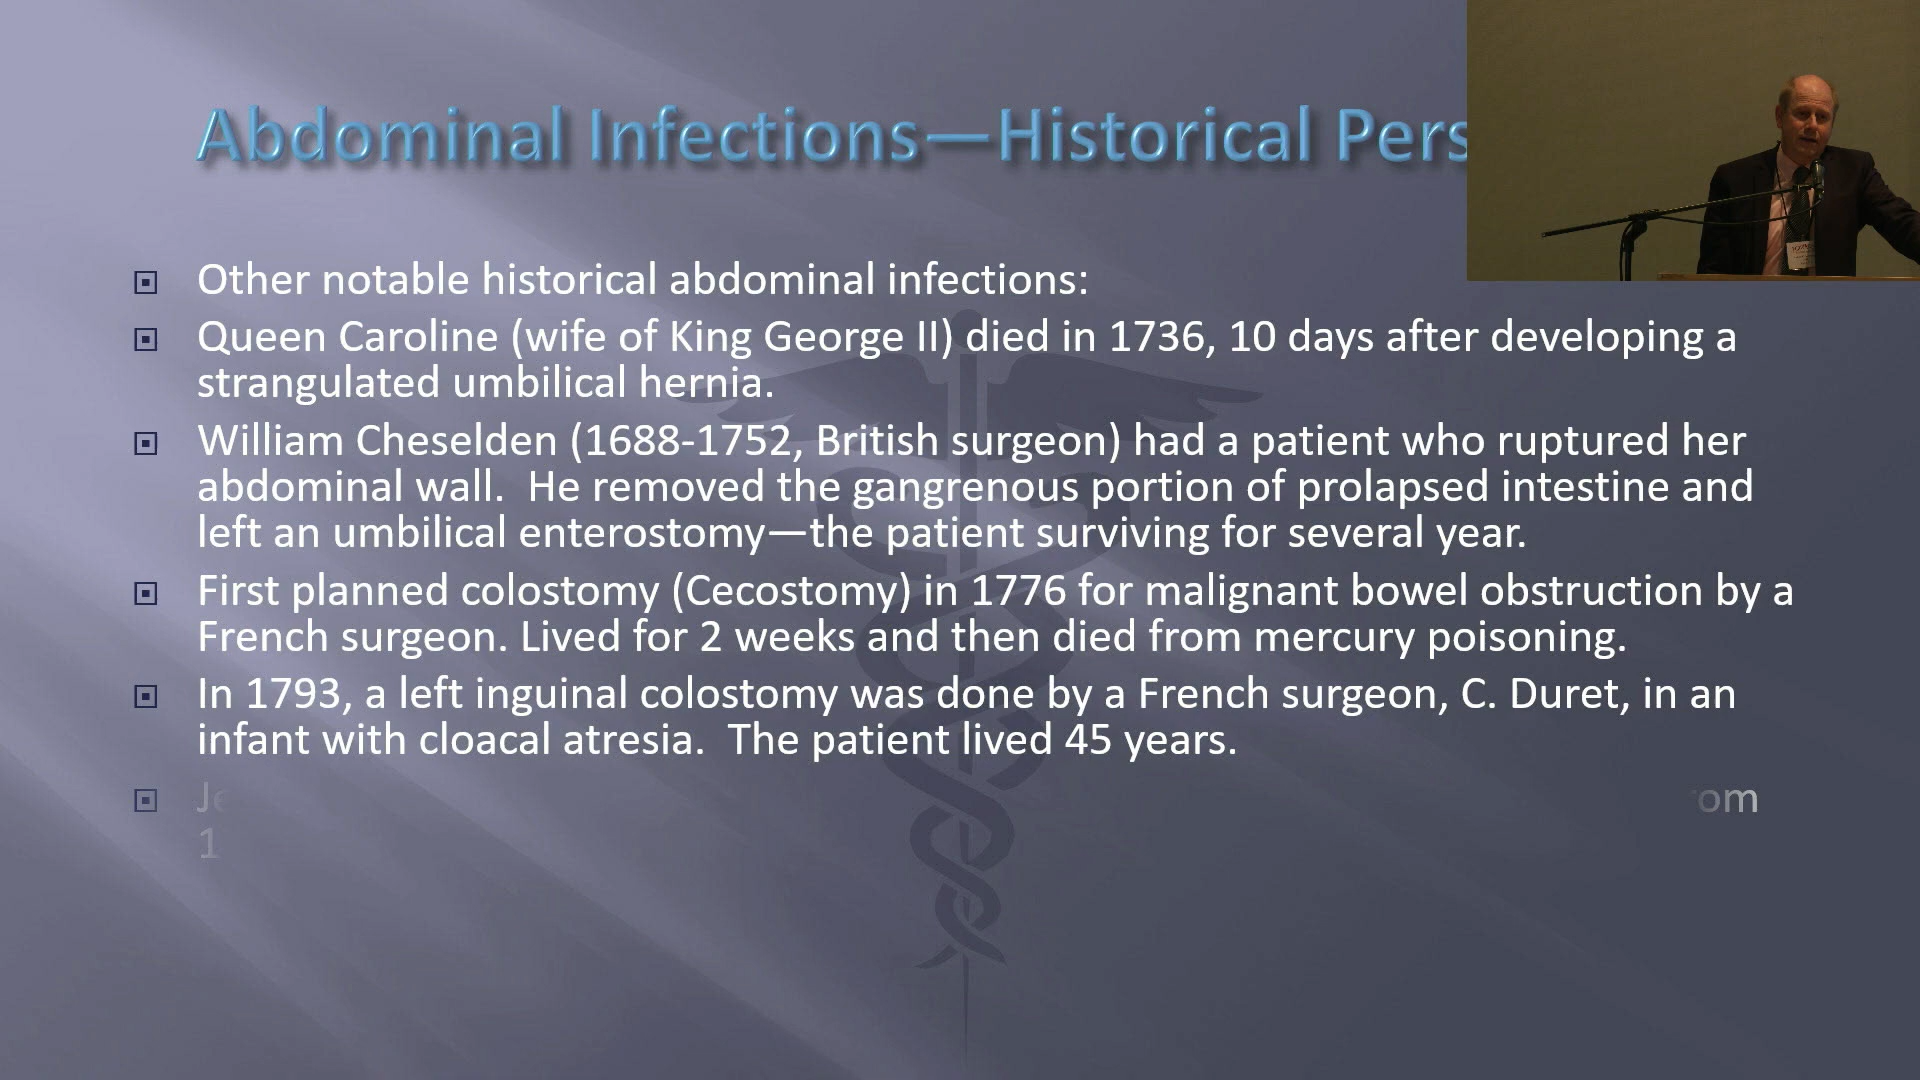 Abdominal Infections—Historical Pers
Other notable historical abdominal infections:
Queen Caroline (wife of King George II) died in 1736, 10 days after developing a
strangulated umbilical hernia.
William Cheselden (1688-1752, British surgeon) had a patient who ruptured her
abdominal wall.  He removed the gangrenous portion of prolapsed intestine and
left an umbilical enterostomy—the patient surviving for several year.
First planned colostomy (Cecostomy) in 1776 for malignant bowel obstruction by a
French surgeon. Lived for 2 weeks and then died from mercury poisoning.
In 1793, a left inguinal colostomy was done by a French surgeon, C. Duret, in an
infant with cloacal atresia.  The patient lived 45 years.